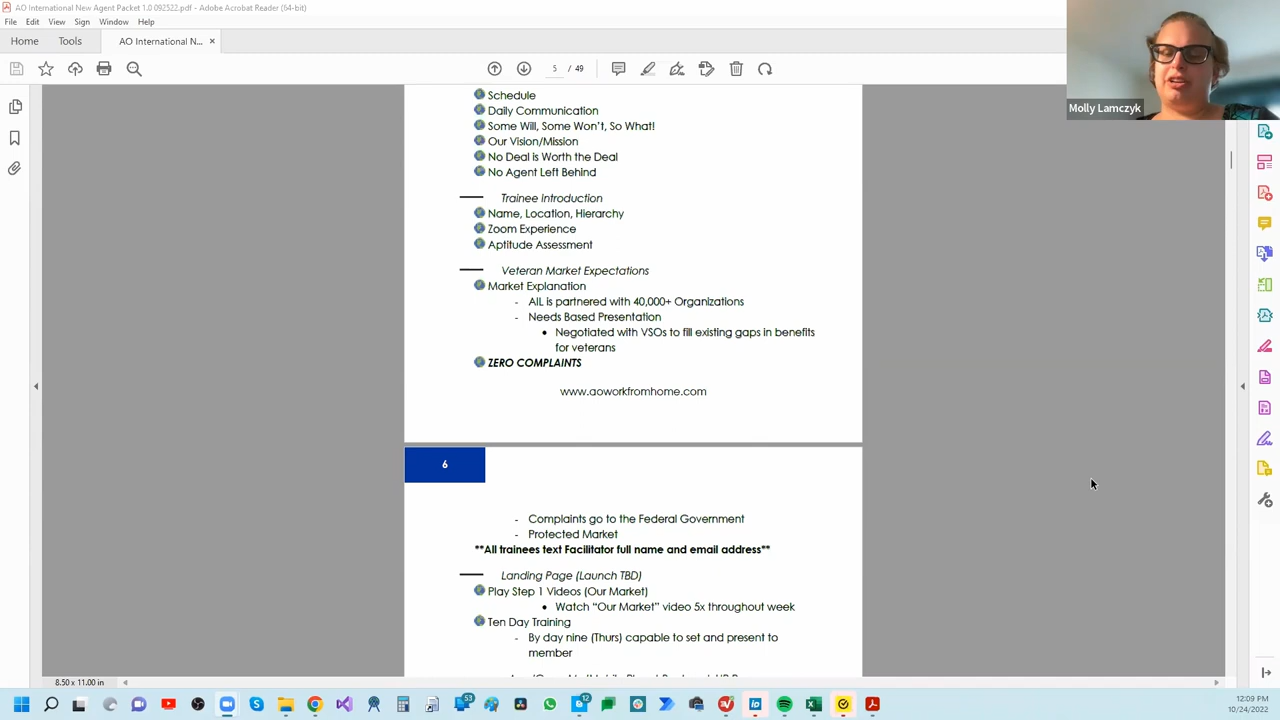 AO International New Agent Packet 1.0 092522.pdf - Adobe Acrobat Reader (64-bit)
File Edit View Sign Window Help
Home Tools AO International N... ×
5 / 49
Molly Lamczyk
Schedule
Daily Communication
Some Will, Some Won't, So What!
Our Vision/Mission
No Deal is Worth the Deal
No Agent Left Behind
Trainee Introduction
Name, Location, Hierarchy
Zoom Experience
Aptitude Assessment
Veteran Market Expectations
Market Explanation
- AIL is partnered with 40,000+ Organizations
- Needs Based Presentation
• Negotiated with VSOs to fill existing gaps in benefits
for veterans
ZERO COMPLAINTS
www.aoworkfromhome.com
6
- Complaints go to the Federal Government
- Protected Market
**All trainees text Facilitator full name and email address**
Landing Page (Launch TBD)
Play Step 1 Videos (Our Market)
• Watch "Our Market" video 5x throughout week
Ten Day Training
- By day nine (Thurs) capable to set and present to
member
8.50 x 11.00 in
53
12
12:09 PM
10/24/2022